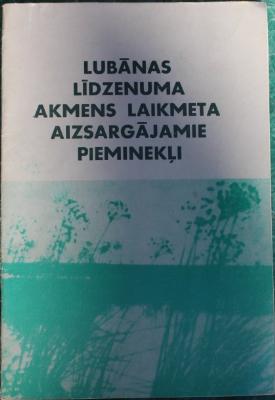 LUBĀNAS
LĪDZENUMA
AKMENS LAIKMETA
AIZSARGĀJAMIE
PIEMINEKĻI